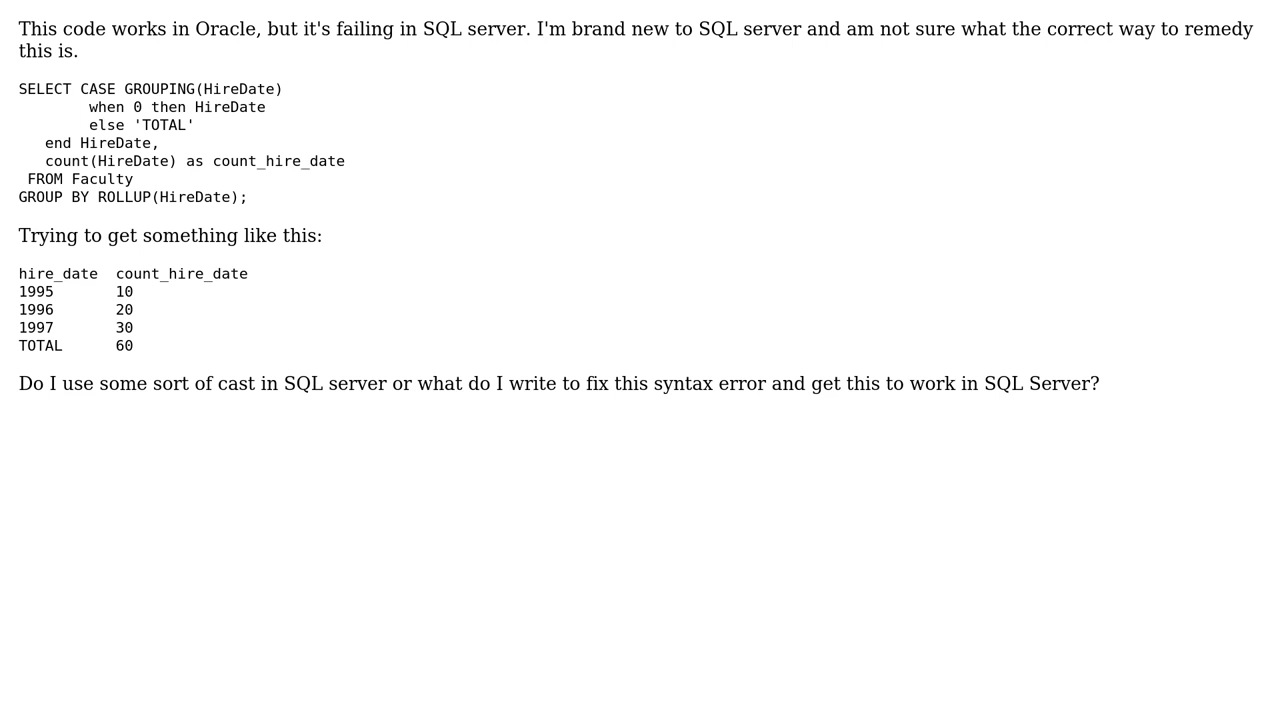 This code works in Oracle, but it's failing in SQL server. I'm brand new to SQL server and am not sure what the correct way to remedy
this is.
SELECT CASE GROUPING(HireDate)
        when 0 then HireDate
        else 'TOTAL'
   end HireDate,
   count(HireDate) as count_hire_date
 FROM Faculty
GROUP BY ROLLUP(HireDate);
Trying to get something like this:
hire_date  count_hire_date
1995       10
1996       20
1997       30
TOTAL      60
Do I use some sort of cast in SQL server or what do I write to fix this syntax error and get this to work in SQL Server?